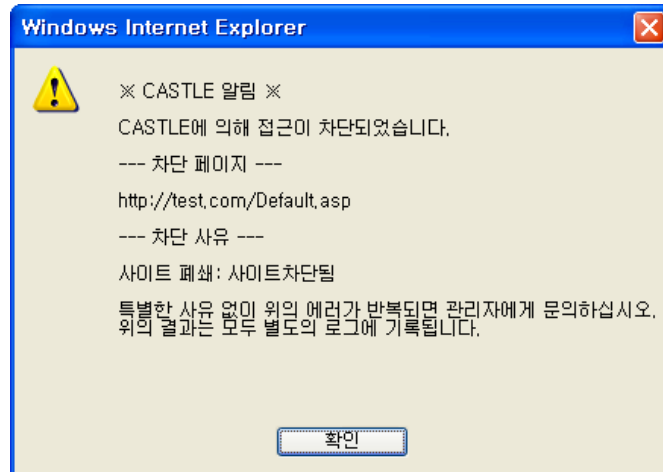 Windows Internet Explorer
※ CASTLE 알림 ※
CASTLE에 의해 접근이 차단되었습니다.
--- 차단 페이지 ---
http://test.com/Default.asp
--- 차단 사유 ---
사이트 폐쇄: 사이트차단됨
특별한 사유 없이 위의 에러가 반복되면 관리자에게 문의하십시오.
위의 결과는 모두 별도의 로그에 기록됩니다.
확인